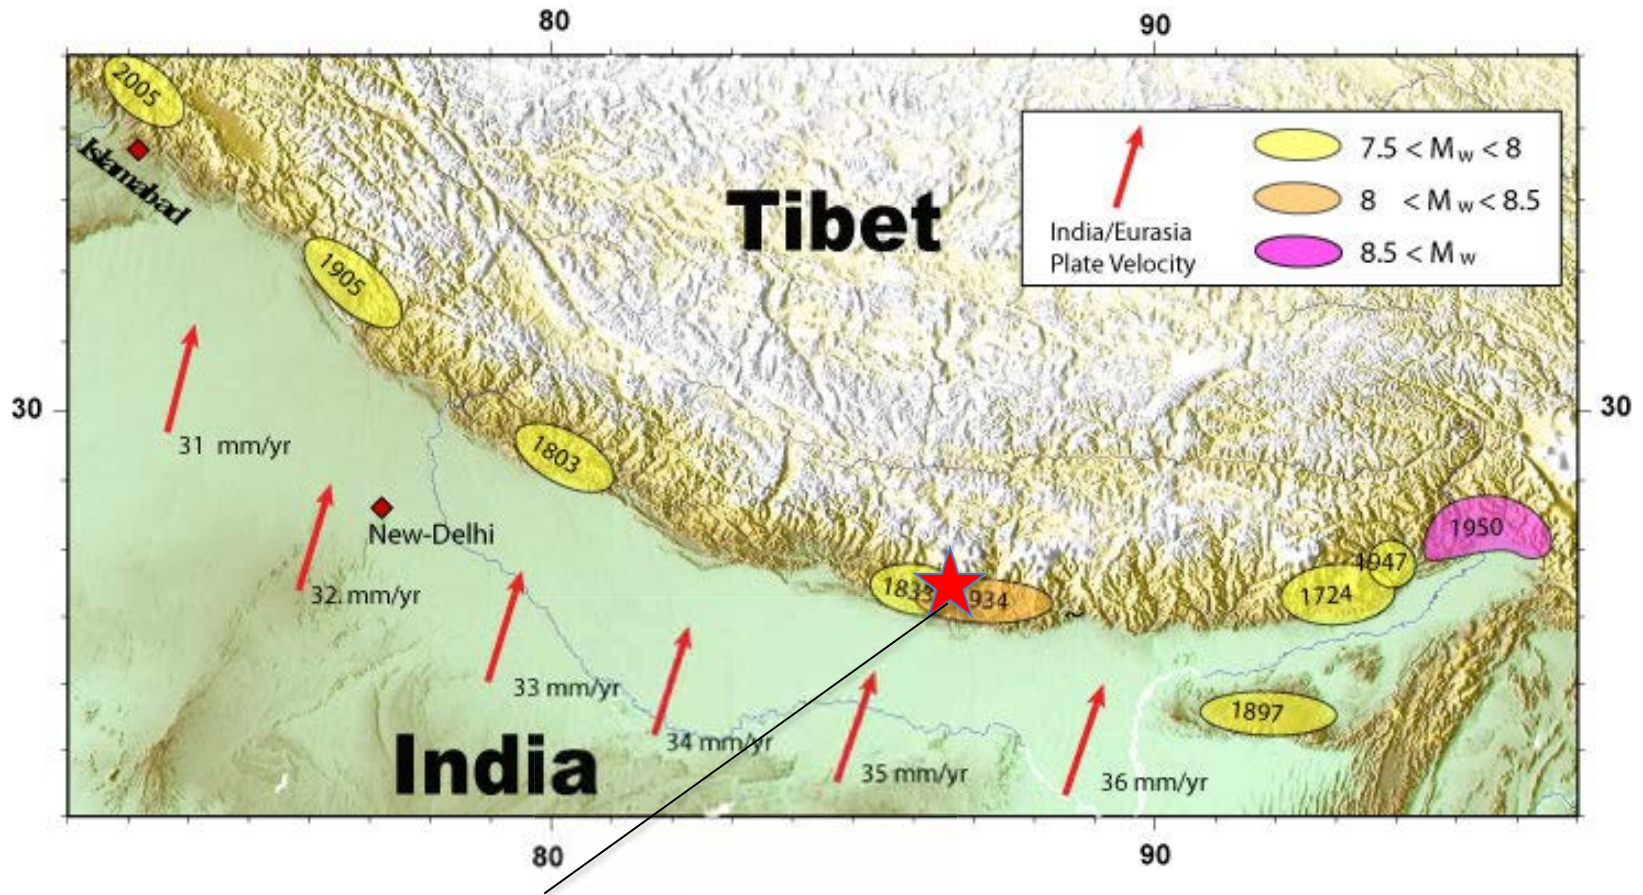 80
90
2005
Islamabad
1905
Tibet
India/Eurasia
Plate Velocity
7.5 < Mw < 8
8 < Mw < 8.5
8.5 < Mw
30
30
31 mm/yr
1803
New-Delhi
32. mm/yr
1833
934
1724
1947
1950
33 mm/yr
34 mm/yr
35 mm/yr
36 mm/yr
1897
India
80
90